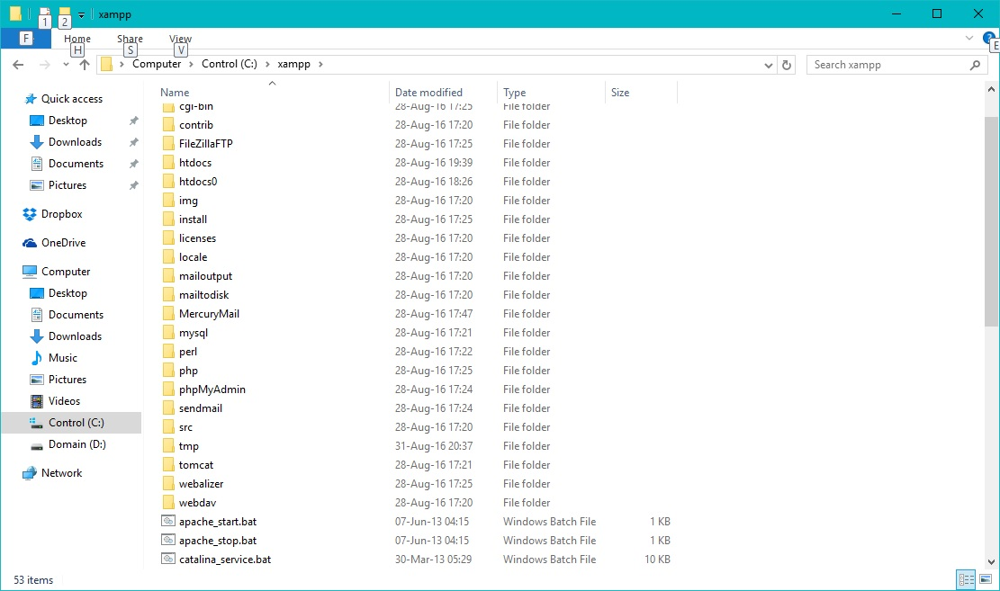 1 2 xampp
F Home Share View E
H S V
Computer Control (C:) xampp Search xampp
Name Date modified Type Size
Quick access
Desktop
Downloads
Documents
Pictures
Dropbox
OneDrive
Computer
Desktop
Documents
Downloads
Music
Pictures
Videos
Control (C:)
Domain (D:)
Network
cgi-bin 28-Aug-16 17:25 File folder
contrib 28-Aug-16 17:20 File folder
FileZillaFTP 28-Aug-16 17:25 File folder
htdocs 28-Aug-16 19:39 File folder
htdocs0 28-Aug-16 18:26 File folder
img 28-Aug-16 17:20 File folder
install 28-Aug-16 17:25 File folder
licenses 28-Aug-16 17:20 File folder
locale 28-Aug-16 17:20 File folder
mailoutput 28-Aug-16 17:20 File folder
mailtodisk 28-Aug-16 17:20 File folder
MercuryMail 28-Aug-16 17:47 File folder
mysql 28-Aug-16 17:21 File folder
perl 28-Aug-16 17:22 File folder
php 28-Aug-16 17:25 File folder
phpMyAdmin 28-Aug-16 17:24 File folder
sendmail 28-Aug-16 17:24 File folder
src 28-Aug-16 17:20 File folder
tmp 31-Aug-16 20:37 File folder
tomcat 28-Aug-16 17:21 File folder
webalizer 28-Aug-16 17:25 File folder
webdav 28-Aug-16 17:20 File folder
apache_start.bat 07-Jun-13 04:15 Windows Batch File 1 KB
apache_stop.bat 07-Jun-13 04:15 Windows Batch File 1 KB
catalina_service.bat 30-Mar-13 05:29 Windows Batch File 10 KB
53 items